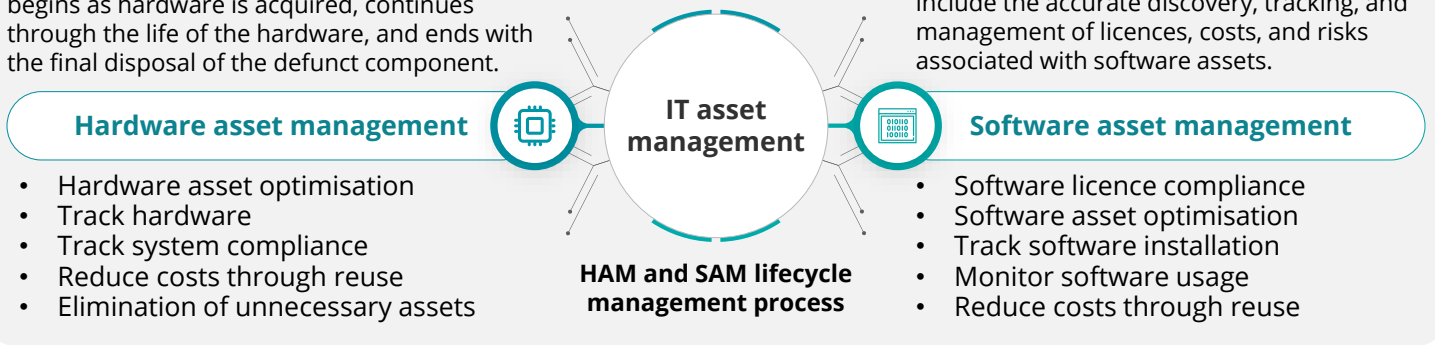 begins as hardware is acquired, continues
through the life of the hardware, and ends with
the final disposal of the defunct component.
Hardware asset management
• Hardware asset optimisation
• Track hardware
• Track system compliance
• Reduce costs through reuse
• Elimination of unnecessary assets
IT asset
management
HAM and SAM lifecycle
management process
include the accurate discovery, tracking, and
management of licences, costs, and risks
associated with software assets.
010110
011010
100110
Software asset management
• Software licence compliance
• Software asset optimisation
• Track software installation
• Monitor software usage
• Reduce costs through reuse